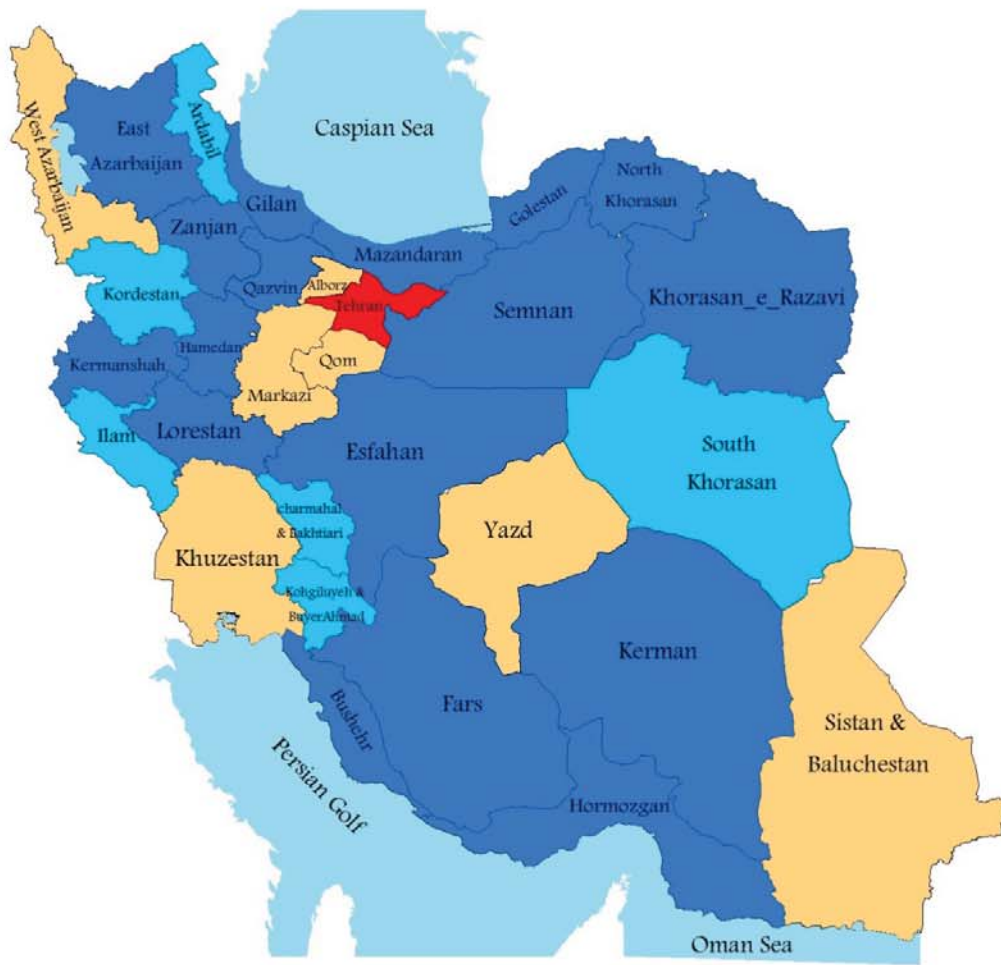 Caspian Sea
West Azarbaijan
East
Azarbaijan
Ardabil
Gilan
Zanjan
Golestan
North
Khorasan
Mazandaran
Kordestan
Qazvin
Alborz
Tehran
Semnan
Khorasan_e_Razavi
Hamedan
Kermanshah
Qom
Markazi
Ilam
Lorestan
Esfahan
South
Khorasan
charmahal
& Bakhtiari
Yazd
Khuzestan
Kohgiluyeh &
BuyerAhmad
Kerman
Fars
Bushehr
Sistan &
Baluchestan
Persian Golf
Hormozgan
Oman Sea